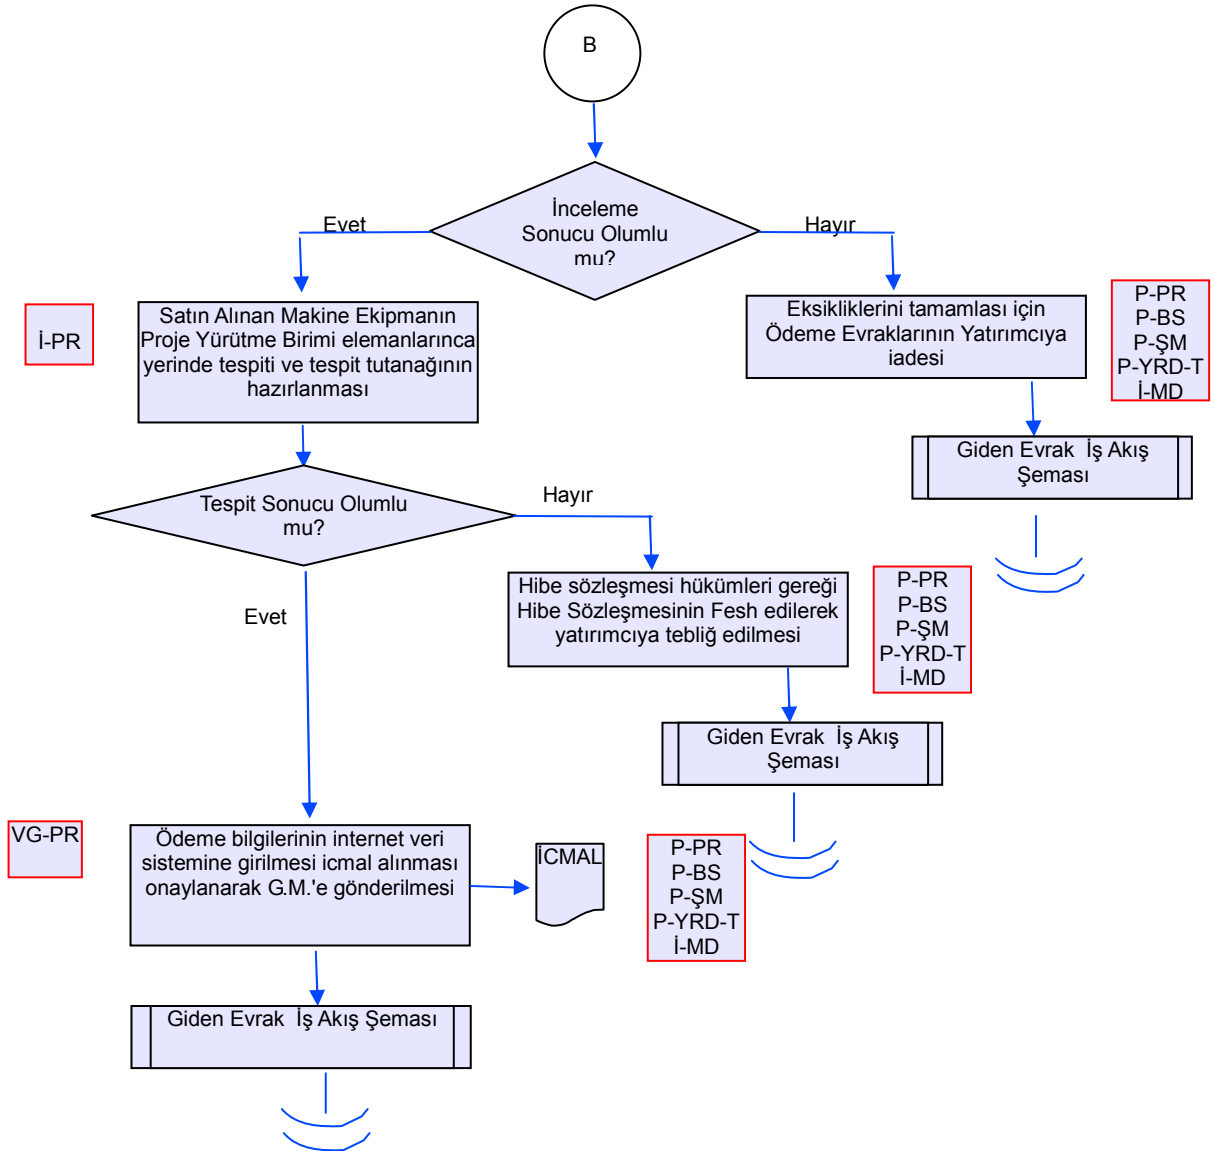 B
İnceleme
Sonucu Olumlu
mu?
Evet
Hayır
İ-PR
Satın Alınan Makine Ekipmanın
Proje Yürütme Birimi elemanlarınca
yerinde tespiti ve tespit tutanağının
hazırlanması
Eksikliklerini tamamlası için
Ödeme Evraklarının Yatırımcıya
iadesi
P-PR
P-BS
P-ŞM
P-YRD-T
İ-MD
Giden Evrak İş Akış
Şeması
Tespit Sonucu Olumlu
mu?
Hayır
Evet
Hibe sözleşmesi hükümleri gereği
Hibe Sözleşmesinin Fesh edilerek
yatırımcıya tebliğ edilmesi
P-PR
P-BS
P-ŞM
P-YRD-T
İ-MD
Giden Evrak İş Akış
Şeması
VG-PR
Ödeme bilgilerinin internet veri
sistemine girilmesi icmal alınması
onaylanarak G.M.'e gönderilmesi
İCMAL
P-PR
P-BS
P-ŞM
P-YRD-T
İ-MD
Giden Evrak İş Akış Şeması